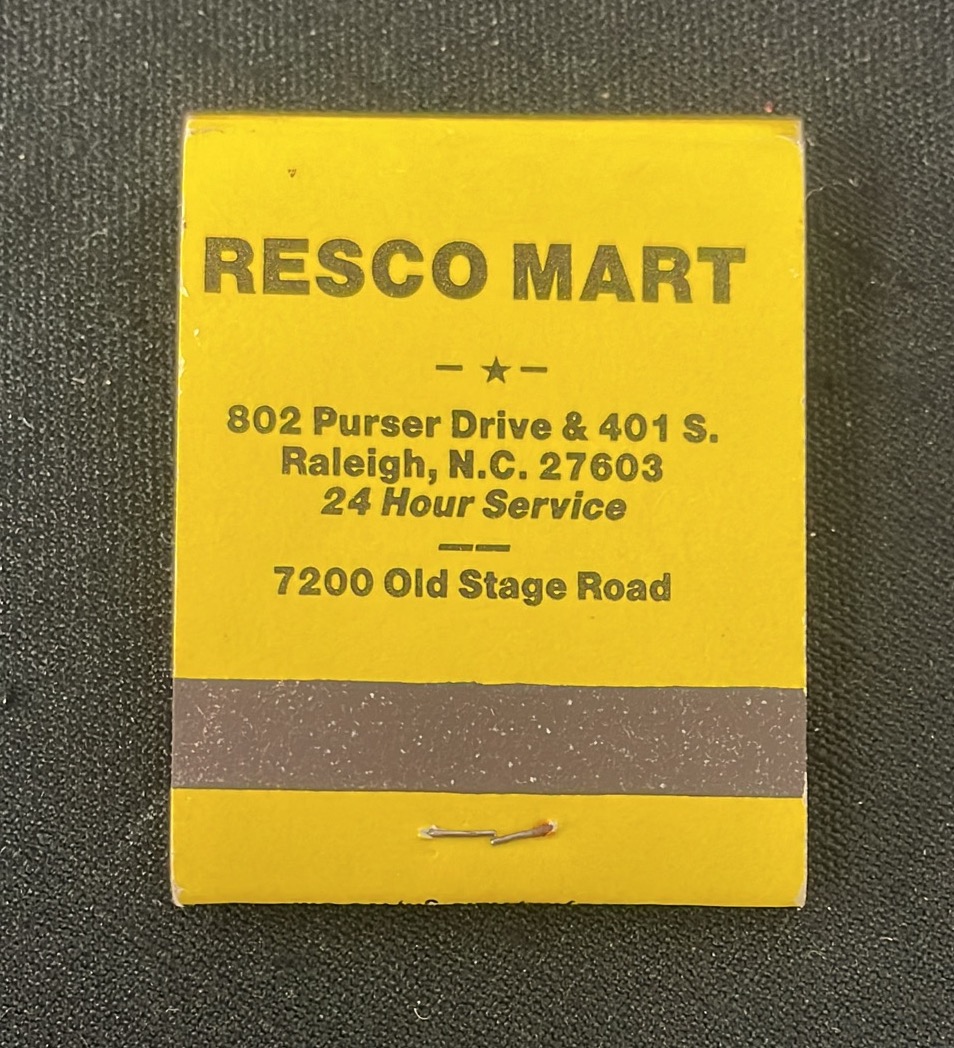 RESCO MART
— ★ —
802 Purser Drive & 401 S.
Raleigh, N.C. 27603
24 Hour Service
7200 Old Stage Road